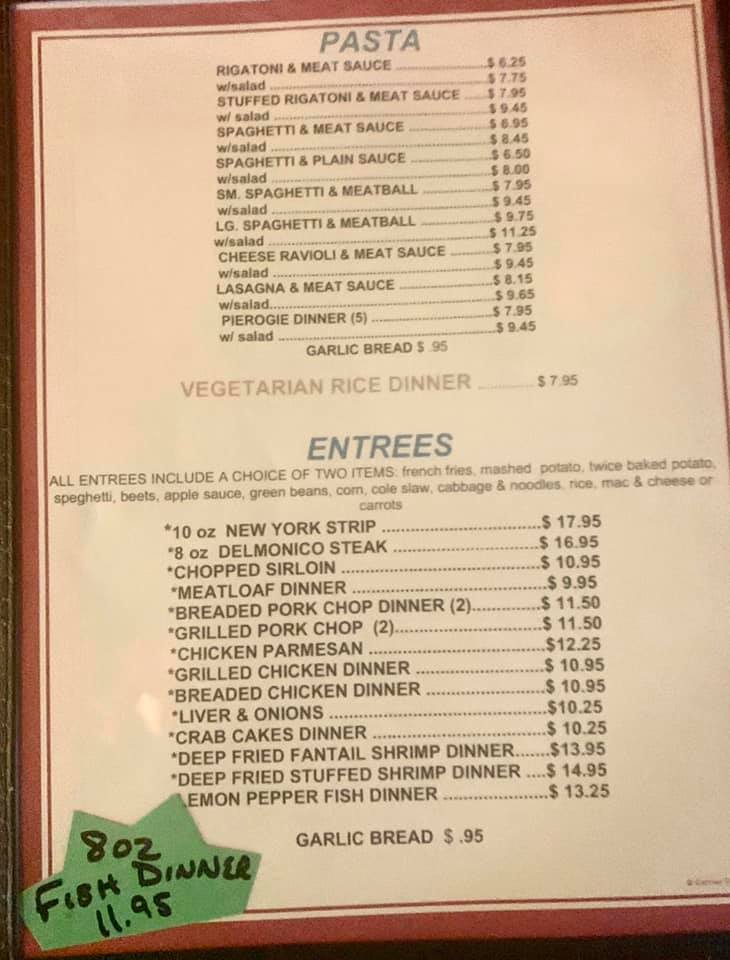 PASTA
RIGATONI & MEAT SAUCE ........................ $ 6.25
w/salad ........................ $ 7.75
STUFFED RIGATONI & MEAT SAUCE ...... $ 7.95
w/ salad ........................ $ 9.45
SPAGHETTI & MEAT SAUCE .................... $ 6.95
w/salad ........................ $ 8.45
SPAGHETTI & PLAIN SAUCE .................... $ 6.50
w/salad ........................ $ 8.00
SM. SPAGHETTI & MEATBALL ................ $ 7.95
w/salad ........................ $ 9.45
LG. SPAGHETTI & MEATBALL ................ $ 9.75
w/salad ........................ $ 11.25
CHEESE RAVIOLI & MEAT SAUCE .......... $ 7.95
w/salad ........................ $ 9.45
LASAGNA & MEAT SAUCE ...................... $ 8.15
w/salad........................ $ 9.65
PIEROGIE DINNER (5) ............................ $ 7.95
w/ salad ........................ $ 9.45
GARLIC BREAD $ .95
VEGETARIAN RICE DINNER ............ $ 7.95
ENTREES
ALL ENTREES INCLUDE A CHOICE OF TWO ITEMS: french fries, mashed potato, twice baked potato,
speghetti, beets, apple sauce, green beans, corn, cole slaw, cabbage & noodles, rice, mac & cheese or
carrots
*10 oz NEW YORK STRIP ................................ $ 17.95
*8 oz DELMONICO STEAK .............................. $ 16.95
*CHOPPED SIRLOIN ........................................ $ 10.95
*MEATLOAF DINNER ........................................ $ 9.95
*BREADED PORK CHOP DINNER (2).............. $ 11.50
*GRILLED PORK CHOP (2).............................. $ 11.50
*CHICKEN PARMESAN .................................... $12.25
*GRILLED CHICKEN DINNER .......................... $ 10.95
*BREADED CHICKEN DINNER ........................ $ 10.95
*LIVER & ONIONS ............................................ $10.25
*CRAB CAKES DINNER .................................... $ 10.25
*DEEP FRIED FANTAIL SHRIMP DINNER....... $13.95
*DEEP FRIED STUFFED SHRIMP DINNER .... $ 14.95
EMON PEPPER FISH DINNER ..................... $ 13.25
GARLIC BREAD $ .95
8oz
FISH DINNER
11.95